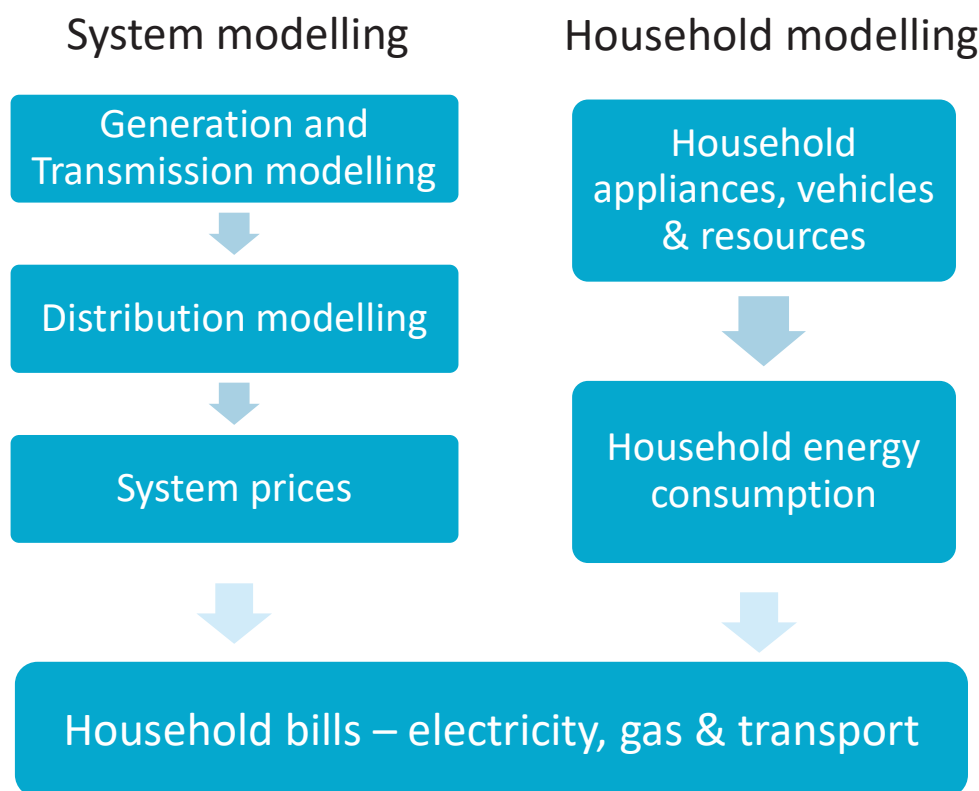 System modelling
Generation and
Transmission modelling
Distribution modelling
System prices
Household modelling
Household
appliances, vehicles
& resources
Household energy
consumption
Household bills – electricity, gas & transport